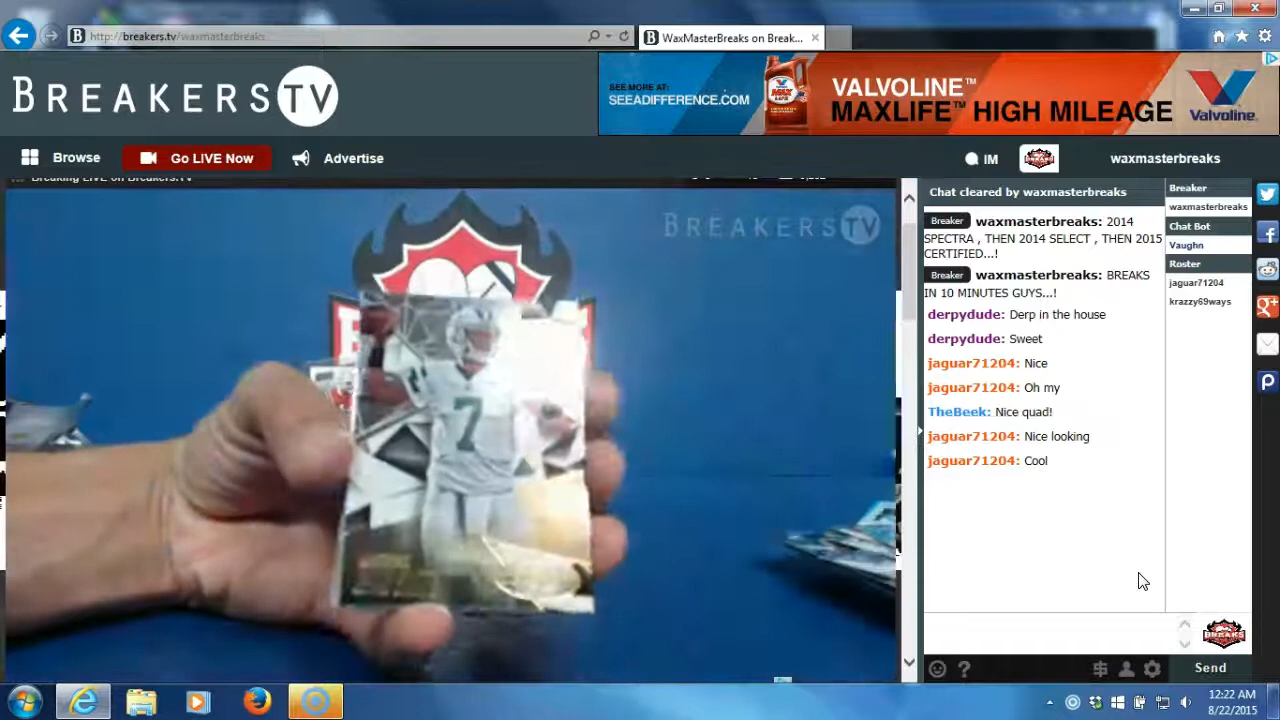 http://breakers.tv/waxmasterbreaks
WaxMasterBreaks on Break...
BREAKERSTV
SEE MORE AT:
SEEADIFFERENCE.COM
VALVOLINE™
MAXLIFE™ HIGH MILEAGE
Valvoline
Browse
Go LIVE Now
Advertise
IM
waxmasterbreaks
Breaking LIVE on Breakers.TV
BREAKERSTV
7
Chat cleared by waxmasterbreaks
Breaker waxmasterbreaks: 2014
SPECTRA , THEN 2014 SELECT , THEN 2015
CERTIFIED...!
Breaker waxmasterbreaks: BREAKS
IN 10 MINUTES GUYS...!
derpydude: Derp in the house
derpydude: Sweet
jaguar71204: Nice
jaguar71204: Oh my
TheBeek: Nice quad!
jaguar71204: Nice looking
jaguar71204: Cool
Breaker
waxmasterbreaks
Chat Bot
Vaughn
Roster
jaguar71204
krazzy69ways
BREAKS
Send
12:22 AM
8/22/2015